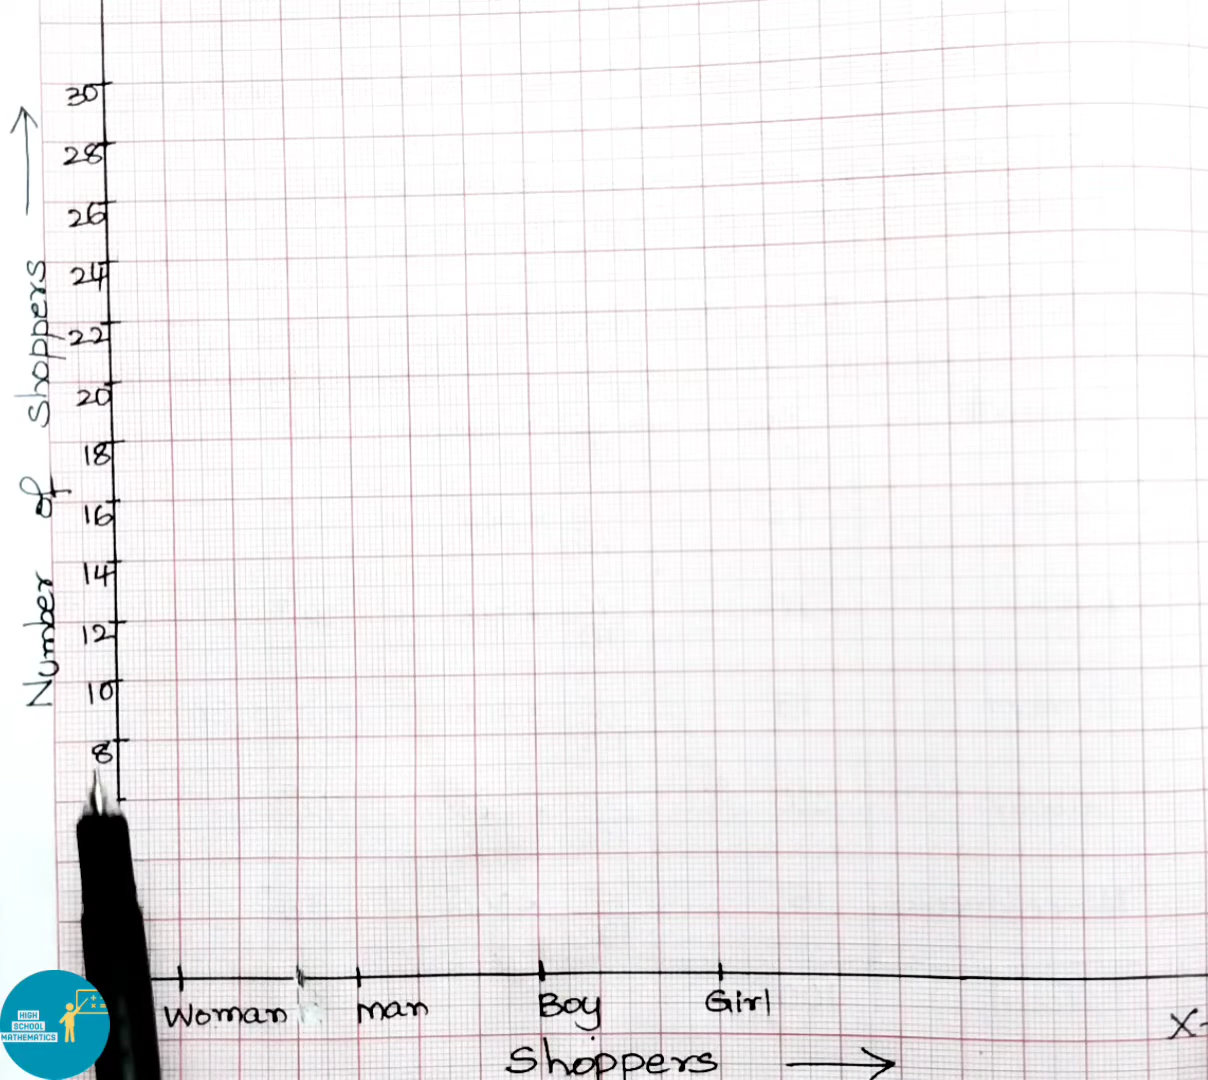 30
28
26
24
22
20
18
16
14
12
10
8
Number of shoppers
Woman man Boy Girl
Shoppers
X-
HIGH
SCHOOL
MATHEMATICS